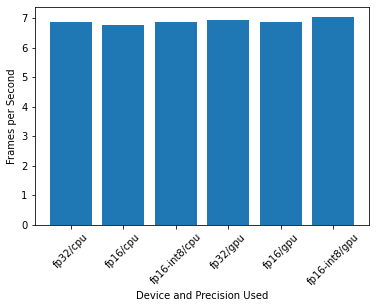 7
6
5
4
3
2
1
0
Frames per Second
fp32/cpu
fp16/cpu
fp16-int8/cpu
fp32/gpu
fp16/gpu
fp16-int8/gpu
Device and Precision Used